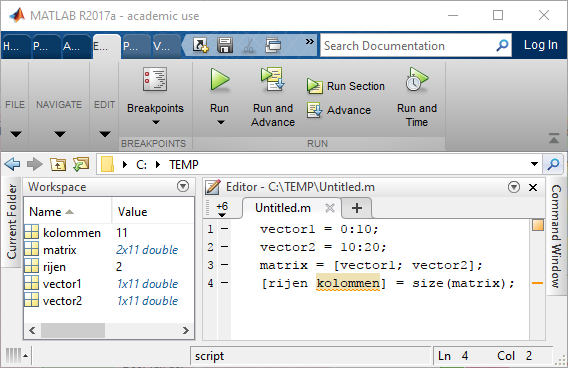 MATLAB R2017a - academic use
H... P... A... E... P... V... Search Documentation Log In
FILE NAVIGATE EDIT Breakpoints Run Run and Advance Run Section Advance Run and Time
BREAKPOINTS RUN
C: TEMP
Current Folder
Workspace
Name Value
kolommen 11
matrix 2x11 double
rijen 2
vector1 1x11 double
vector2 1x11 double
Editor - C:\TEMP\Untitled.m
+6 Untitled.m
1 vector1 = 0:10;
2 vector2 = 10:20;
3 matrix = [vector1; vector2];
4 [rijen kolommen] = size(matrix);
Command Window
script Ln 4 Col 2